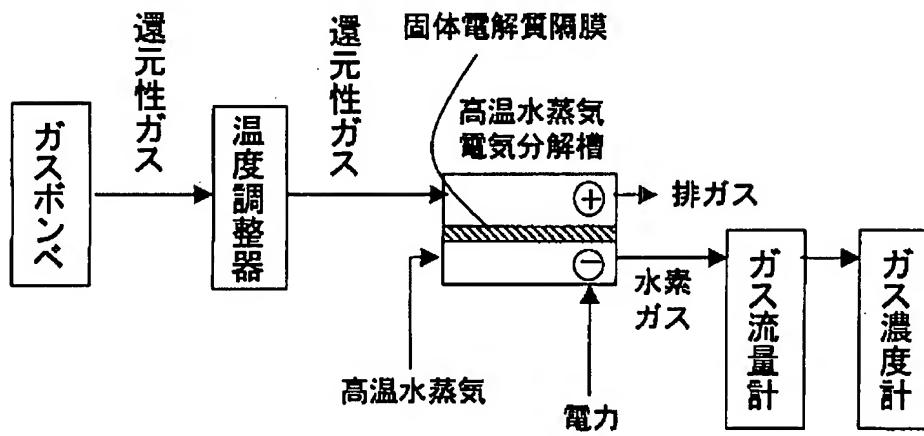 還元性ガス
還元性ガス
固体電解質隔膜
高温水蒸気
電気分解槽
ガスボンベ
温度調整器
+
排ガス
−
水素
ガス
ガス流量計
ガス濃度計
高温水蒸気
電力